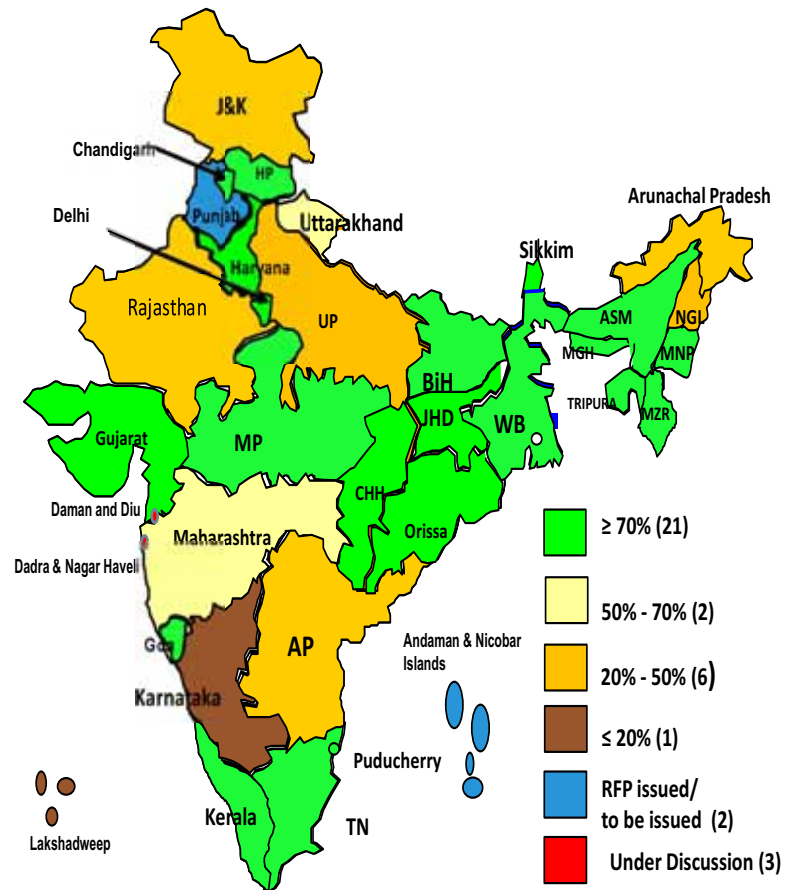 J&K
Chandigarh
HP
Punjab
Arunachal Pradesh
Delhi
Uttarakhand
Haryana
Sikkim
Rajasthan
UP
ASM
NGL
MGH
MNP
BiH
TRIPURA
MZR
JHD
WB
Gujarat
MP
CHH
Daman and Diu
Orissa
Maharashtra
Dadra & Nagar Haveli
Goa
AP
Andaman & Nicobar
Islands
Karnataka
Puducherry
Kerala
TN
Lakshadweep
≥ 70% (21)
50% - 70% (2)
20% - 50% (6)
≤ 20% (1)
RFP issued/
to be issued (2)
Under Discussion (3)